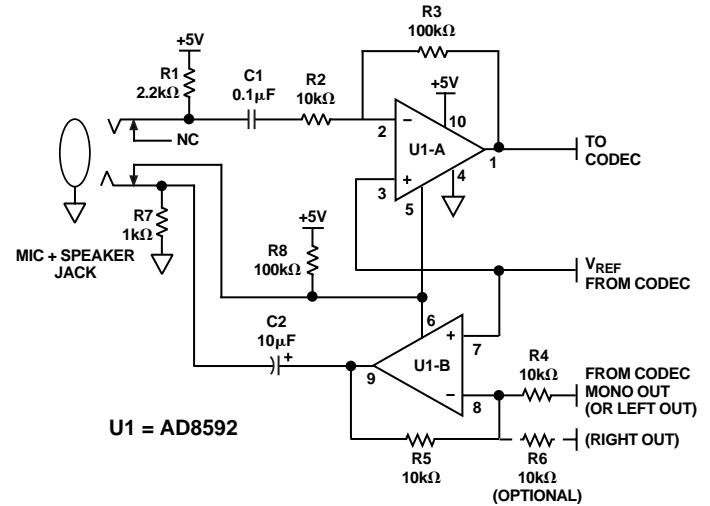 +5V
R1
2.2kΩ
C1
0.1µF
R2
10kΩ
R3
100kΩ
+5V
10
2
−
U1-A
1
TO
CODEC
NC
+
3
4
5
R7
1kΩ
MIC + SPEAKER
JACK
+5V
R8
100kΩ
VREF
FROM CODEC
C2
10µF
+
6
+
7
U1-B
9
−
8
R4
10kΩ
FROM CODEC
MONO OUT
(OR LEFT OUT)
U1 = AD8592
R5
10kΩ
R6
10kΩ
(OPTIONAL)
(RIGHT OUT)